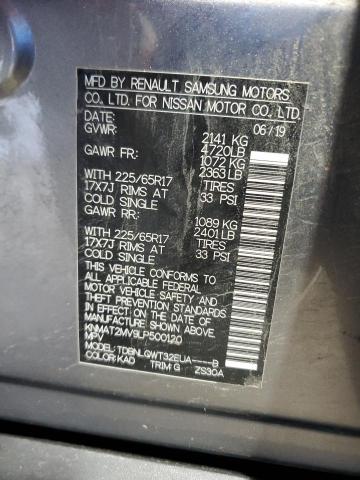 MFD BY RENAULT SAMSUNG MOTORS
CO. LTD. FOR NISSAN MOTOR CO. LTD.
DATE: 06/19
GVWR: 2141 KG
4720LB
GAWR FR: 1072 KG
2363 LB
WITH 225/65R17 TIRES
17X7J RIMS AT 33 PSI
COLD SINGLE
GAWR RR: 1089 KG
2401 LB
WITH 225/65R17 TIRES
17X7J RIMS AT 33 PSI
COLD SINGLE
THIS VEHICLE CONFORMS TO
ALL APPLICABLE FEDERAL
MOTOR VEHICLE SAFETY STANDARDS
IN EFFECT ON THE DATE OF
MANUFACTURE SHOWN ABOVE
KNMAT2MV9LP500120
MPV
MODEL: TDBNLGWT32EUA----B
COLOR: KAD TRIM: G ZS30A